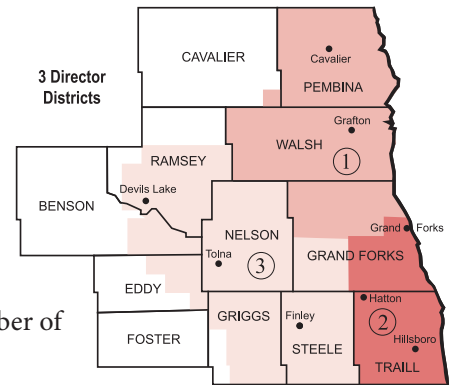 3 Director
Districts
CAVALIER
Cavalier
PEMBINA
Grafton
WALSH
1
RAMSEY
Devils Lake
BENSON
NELSON
Tolna
3
Grand Forks
GRAND FORKS
EDDY
Hatton
2
Hillsboro
TRAILL
GRIGGS
Finley
STEELE
FOSTER
ber of